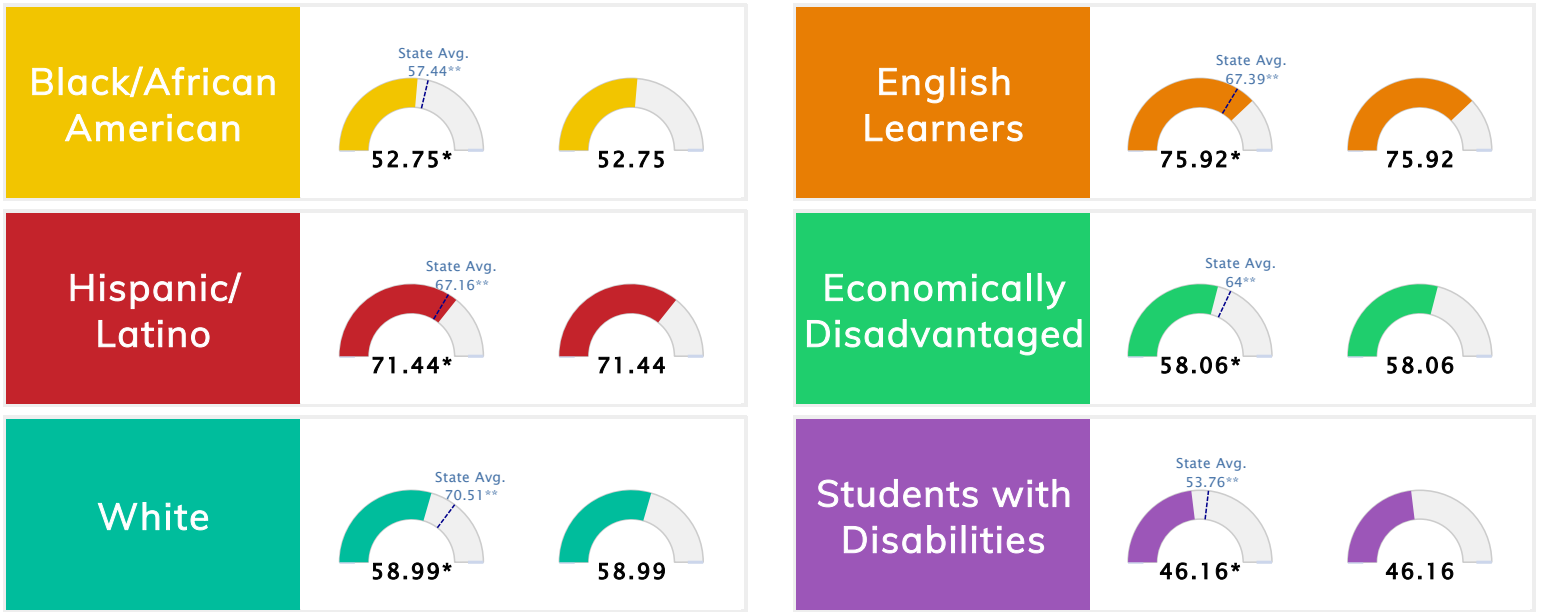 Black/African
American
State Avg.
57.44**
52.75*
52.75
English
Learners
State Avg.
67.39**
75.92*
75.92
Hispanic/
Latino
State Avg.
67.16**
71.44*
71.44
Economically
Disadvantaged
State Avg.
64**
58.06*
58.06
White
State Avg.
70.51**
58.99*
58.99
Students with
Disabilities
State Avg.
53.76**
46.16*
46.16